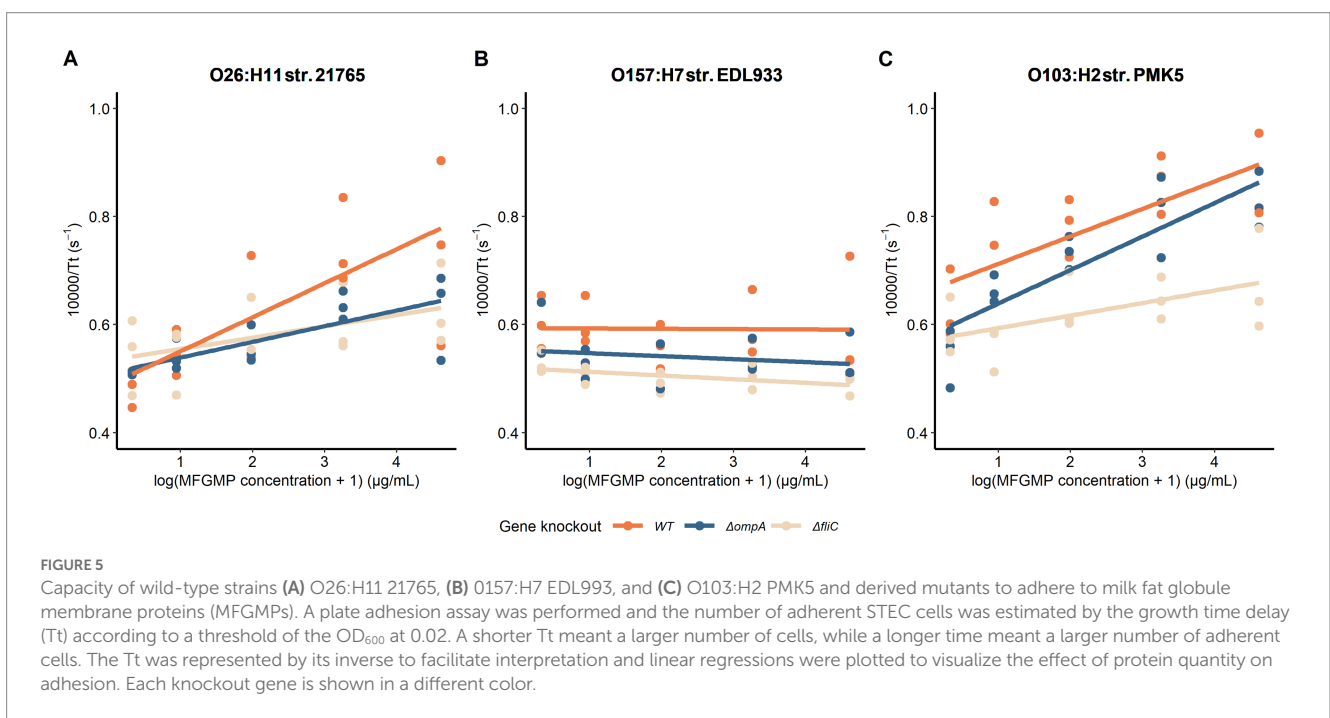 A
O26:H11 str. 21765
1.0
0.8
0.6
0.4
10000/Tt (s⁻¹)
1 2 3 4
log(MFGMP concentration + 1) (µg/mL)
B
O157:H7 str. EDL933
1.0
0.8
0.6
0.4
10000/Tt (s⁻¹)
1 2 3 4
log(MFGMP concentration + 1) (µg/mL)
C
O103:H2 str. PMK5
1.0
0.8
0.6
0.4
10000/Tt (s⁻¹)
1 2 3 4
log(MFGMP concentration + 1) (µg/mL)
Gene knockout WT ΔompA ΔfliC
FIGURE 5
Capacity of wild-type strains (A) O26:H11 21765, (B) 0157:H7 EDL993, and (C) O103:H2 PMK5 and derived mutants to adhere to milk fat globule
membrane proteins (MFGMPs). A plate adhesion assay was performed and the number of adherent STEC cells was estimated by the growth time delay
(Tt) according to a threshold of the OD₆₀₀ at 0.02. A shorter Tt meant a larger number of cells, while a longer time meant a larger number of adherent
cells. The Tt was represented by its inverse to facilitate interpretation and linear regressions were plotted to visualize the effect of protein quantity on
adhesion. Each knockout gene is shown in a different color.